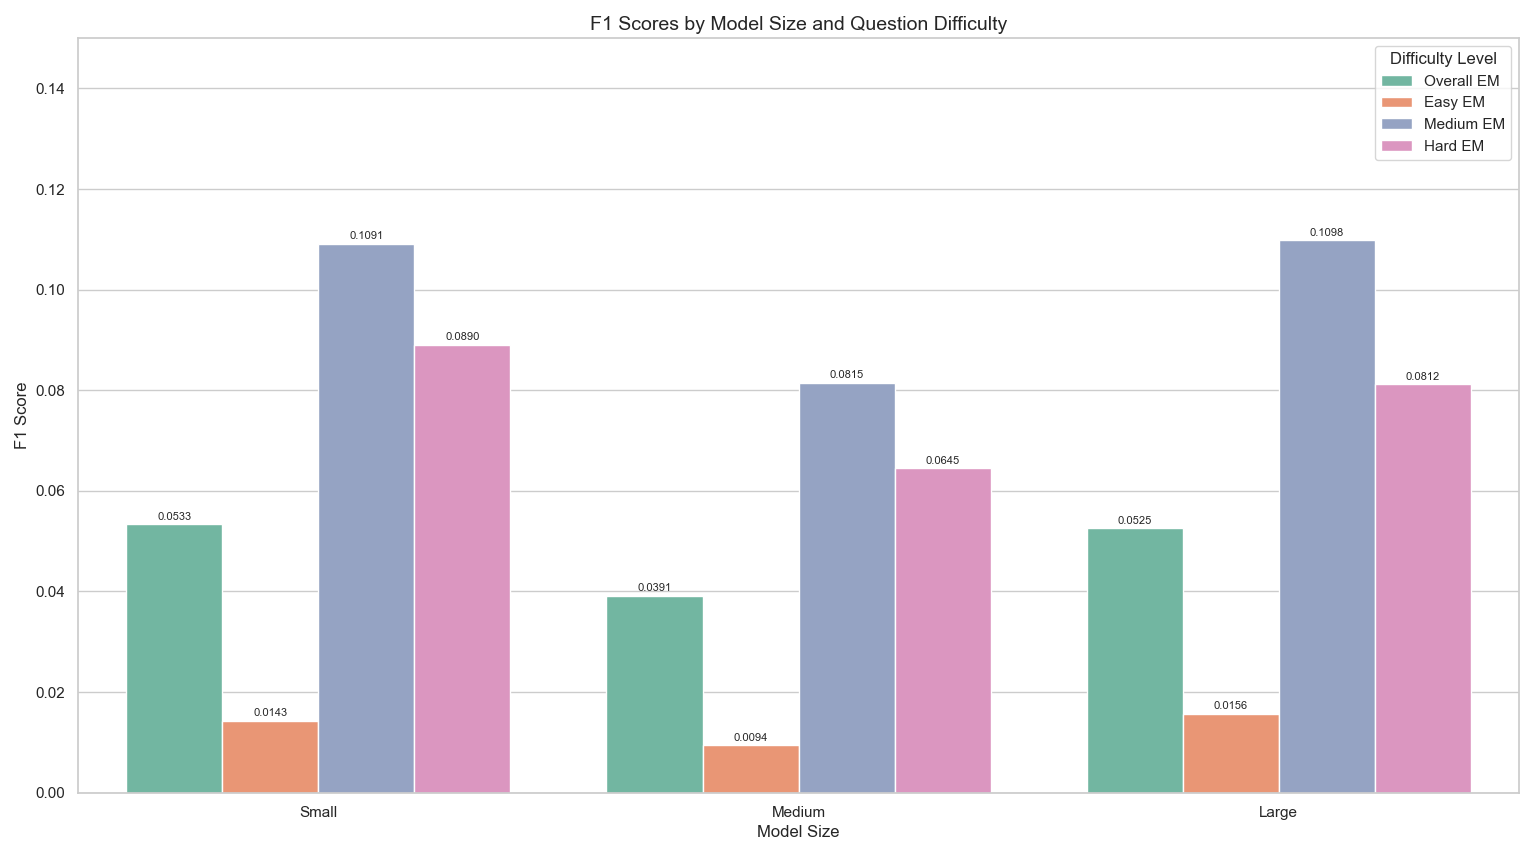 F1 Scores by Model Size and Question Difficulty
Difficulty Level
Overall EM
Easy EM
Medium EM
Hard EM
F1 Score
0.14
0.12
0.10
0.08
0.06
0.04
0.02
0.00
0.0533
0.0143
0.1091
0.0890
0.0391
0.0094
0.0815
0.0645
0.0525
0.0156
0.1098
0.0812
Small
Medium
Large
Model Size